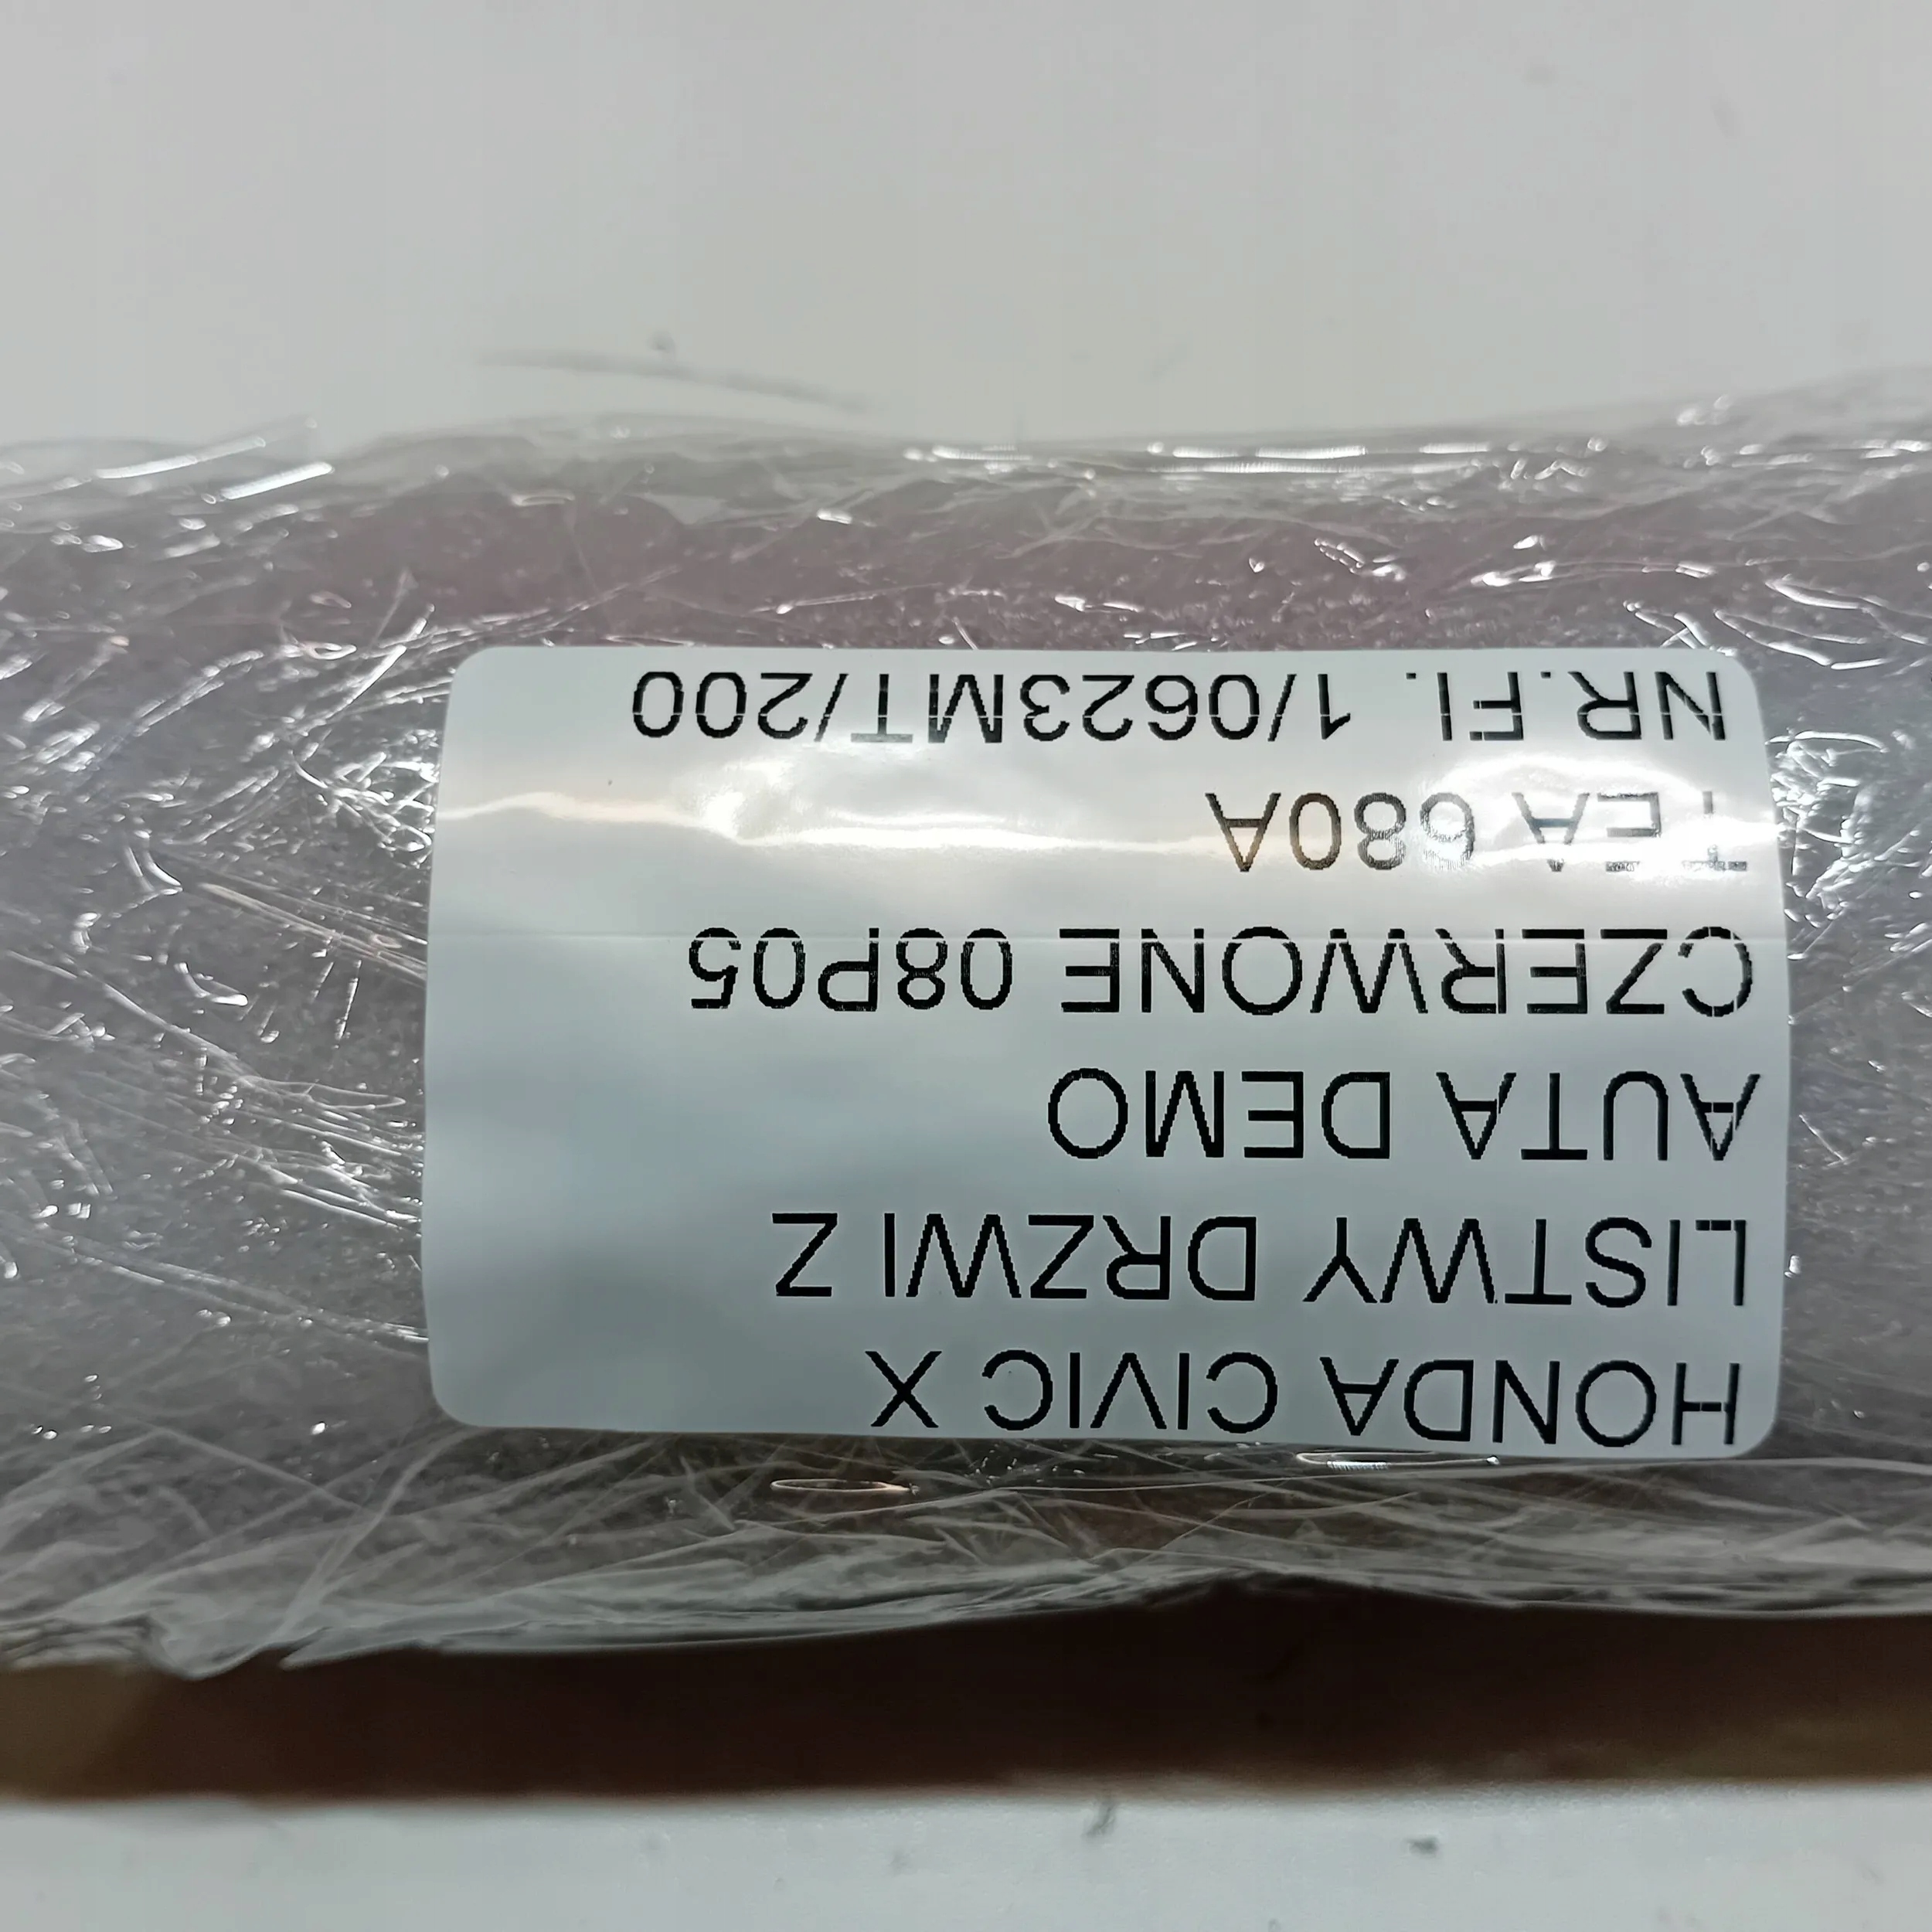 HONDA CIVIC X
LISTWY DRZWI Z
AUTA DEMO
CZERWONE 08P05
TEA 680A
NR.FI. 1/0623MT/200